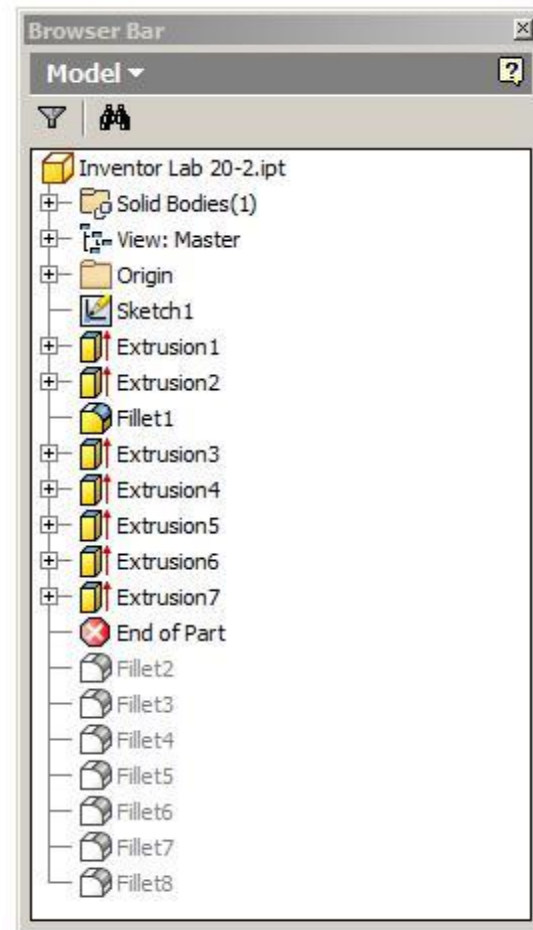 Browser Bar
Model
Inventor Lab 20-2.ipt
Solid Bodies(1)
View: Master
Origin
Sketch1
Extrusion1
Extrusion2
Fillet1
Extrusion3
Extrusion4
Extrusion5
Extrusion6
Extrusion7
End of Part
Fillet2
Fillet3
Fillet4
Fillet5
Fillet6
Fillet7
Fillet8